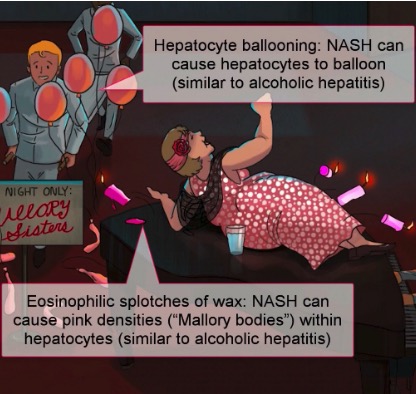 Hepatocyte ballooning: NASH can
cause hepatocytes to balloon
(similar to alcoholic hepatitis)
NIGHT ONLY:
Mallory
Sisters
Eosinophilic splotches of wax: NASH can
cause pink densities (“Mallory bodies”) within
hepatocytes (similar to alcoholic hepatitis)